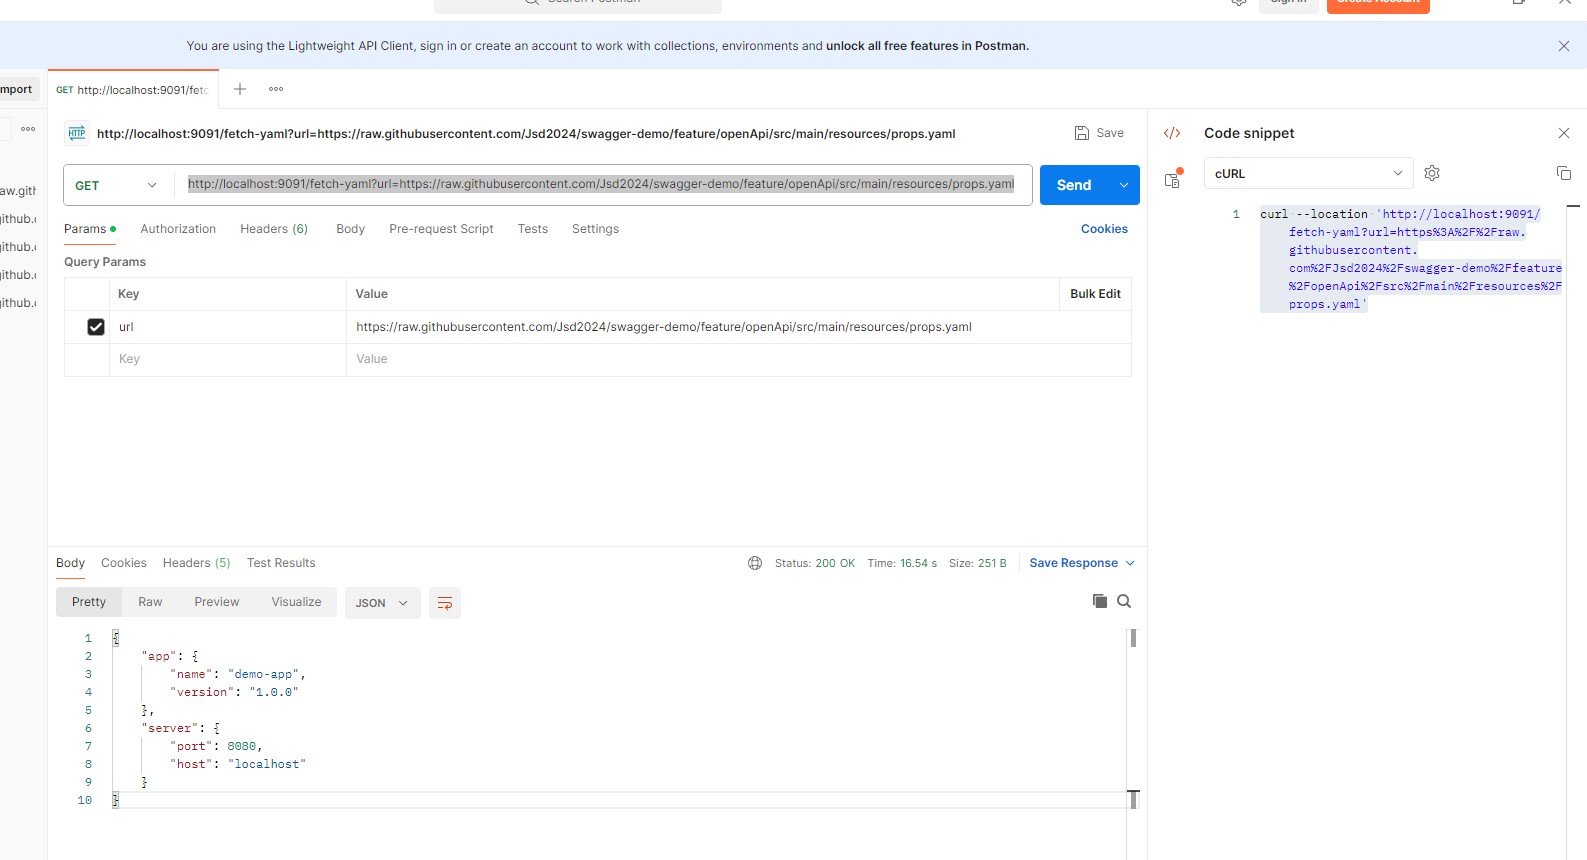 Search Postman
Sign In
Create Account
You are using the Lightweight API Client, sign in or create an account to work with collections, environments and unlock all free features in Postman.
mport
GET http://localhost:9091/fetc
http://localhost:9091/fetch-yaml?url=https://raw.githubusercontent.com/Jsd2024/swagger-demo/feature/openApi/src/main/resources/props.yaml
Save
GET
http://localhost:9091/fetch-yaml?url=https://raw.githubusercontent.com/Jsd2024/swagger-demo/feature/openApi/src/main/resources/props.yaml
Send
Params
Authorization
Headers (6)
Body
Pre-request Script
Tests
Settings
Cookies
Query Params
Key
Value
Bulk Edit
url
https://raw.githubusercontent.com/Jsd2024/swagger-demo/feature/openApi/src/main/resources/props.yaml
Key
Value
aw.gith
ithub.c
ithub.c
ithub.c
ithub.c
Code snippet
cURL
1 curl --location 'http://localhost:9091/
fetch-yaml?url=https%3A%2F%2Fraw.
githubusercontent.
com%2FJsd2024%2Fswagger-demo%2Ffeature
%2FopenApi%2Fsrc%2Fmain%2Fresources%2F
props.yaml'
Body
Cookies
Headers (5)
Test Results
Status: 200 OK
Time: 16.54 s
Size: 251 B
Save Response
Pretty
Raw
Preview
Visualize
JSON
1 {
2 "app": {
3 "name": "demo-app",
4 "version": "1.0.0"
5 },
6 "server": {
7 "port": 8080,
8 "host": "localhost"
9 }
10 }